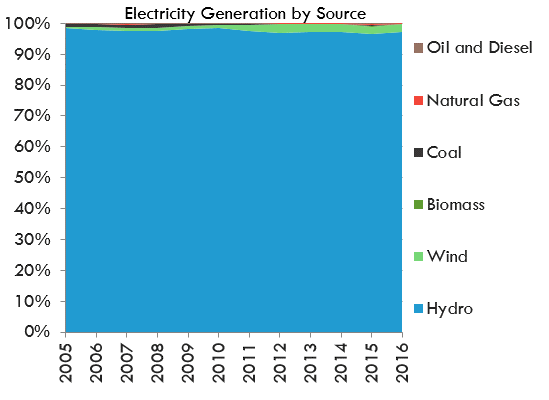 Electricity Generation by Source
100%
90%
80%
70%
60%
50%
40%
30%
20%
10%
0%
2005 2006 2007 2008 2009 2010 2011 2012 2013 2014 2015 2016
Oil and Diesel
Natural Gas
Coal
Biomass
Wind
Hydro